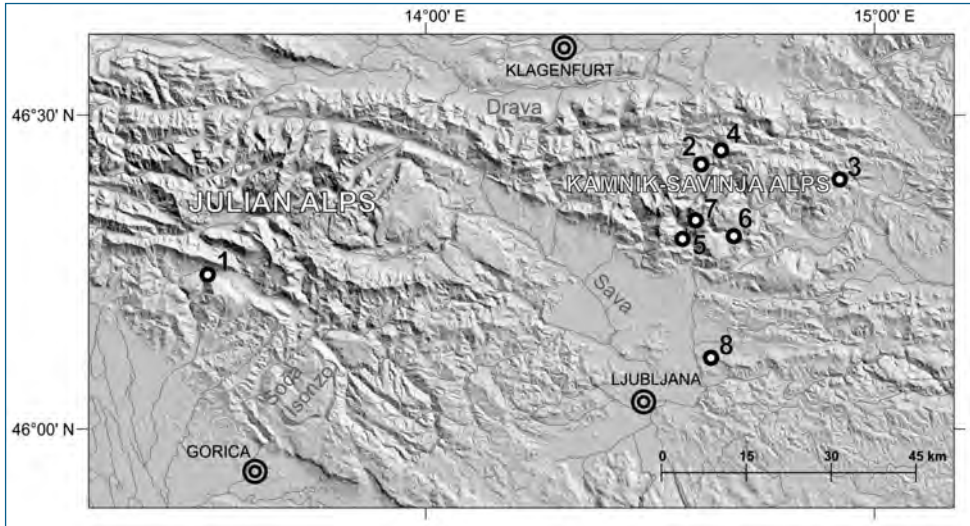 14°00' E
15°00' E
KLAGENFURT
46°30' N
Drava
4
2
3
KAMNIK-SAVINJA ALPS
JULIAN ALPS
7
6
5
1
Sava
8
LJUBLJANA
Soča
Isonzo
46°00' N
GORICA
0 15 30 45 km